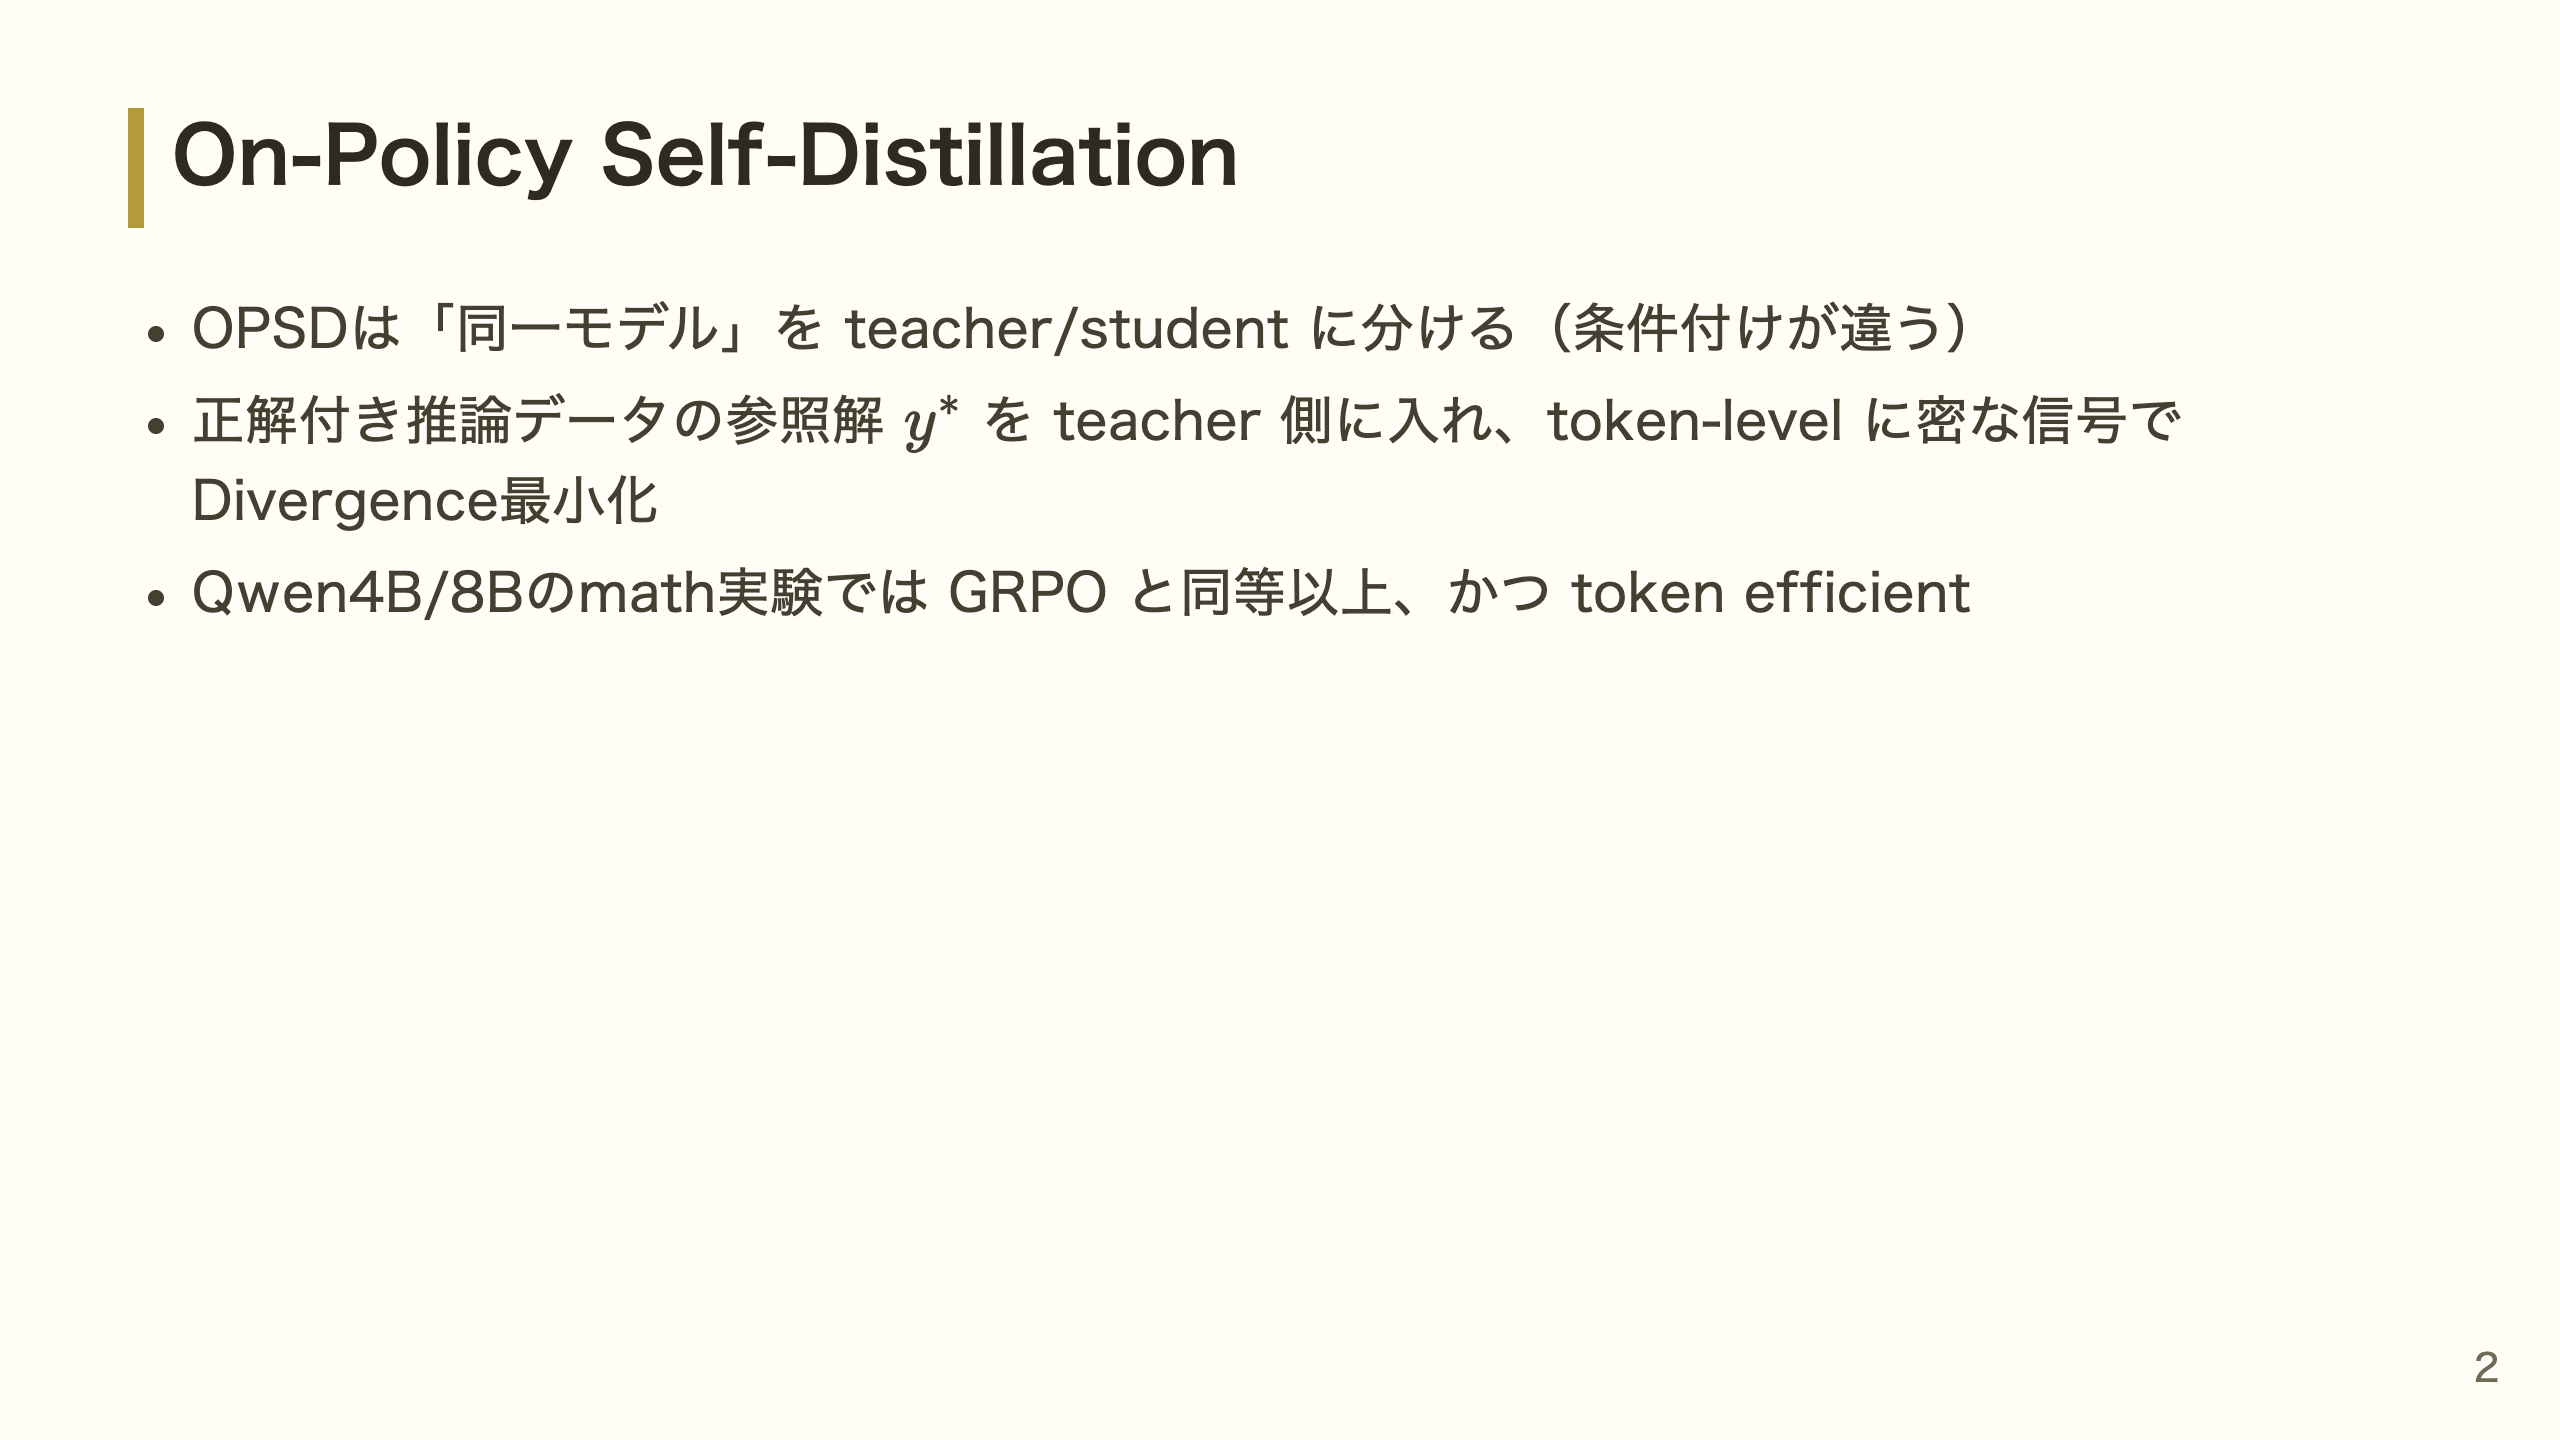 On-Policy Self-Distillation
• OPSDは「同一モデル」を teacher/student に分ける（条件付けが違う）
• 正解付き推論データの参照解 y* を teacher 側に入れ、token-level に密な信号で
Divergence最小化
• Qwen4B/8Bのmath実験では GRPO と同等以上、かつ token efficient
2